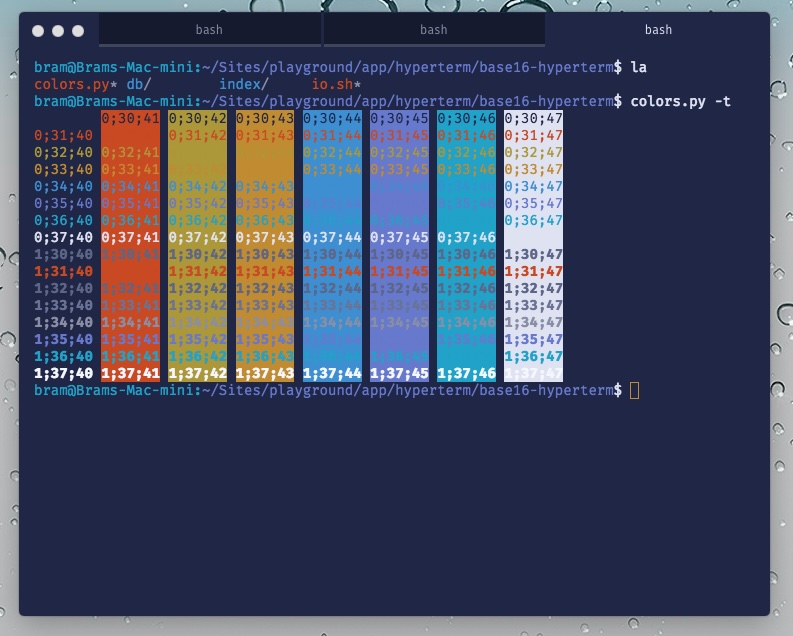 bash bash bash
bram@Brams-Mac-mini:~/Sites/playground/app/hyperterm/base16-hyperterm$ la
colors.py* db/ index/ io.sh*
bram@Brams-Mac-mini:~/Sites/playground/app/hyperterm/base16-hyperterm$ colors.py -t
0;30;41 0;30;42 0;30;43 0;30;44 0;30;45 0;30;46 0;30;47
0;31;40 0;31;42 0;31;43 0;31;44 0;31;45 0;31;46 0;31;47
0;32;40 0;32;41 0;32;44 0;32;45 0;32;46 0;32;47
0;33;40 0;33;41 0;33;44 0;33;45 0;33;46 0;33;47
0;34;40 0;34;41 0;34;42 0;34;43 0;34;47
0;35;40 0;35;41 0;35;42 0;35;43 0;35;47
0;36;40 0;36;41 0;36;42 0;36;43 0;36;47
0;37;40 0;37;41 0;37;42 0;37;43 0;37;44 0;37;45 0;37;46
1;30;40 1;30;41 1;30;42 1;30;43 1;30;44 1;30;45 1;30;46 1;30;47
1;31;40 1;31;42 1;31;43 1;31;44 1;31;45 1;31;46 1;31;47
1;32;40 1;32;41 1;32;42 1;32;43 1;32;44 1;32;45 1;32;46 1;32;47
1;33;40 1;33;41 1;33;42 1;33;43 1;33;44 1;33;45 1;33;46 1;33;47
1;34;40 1;34;41 1;34;42 1;34;43 1;34;44 1;34;45 1;34;46 1;34;47
1;35;40 1;35;41 1;35;42 1;35;43 1;35;47
1;36;40 1;36;41 1;36;42 1;36;43 1;36;47
1;37;40 1;37;41 1;37;42 1;37;43 1;37;44 1;37;45 1;37;46 1;37;47
bram@Brams-Mac-mini:~/Sites/playground/app/hyperterm/base16-hyperterm$